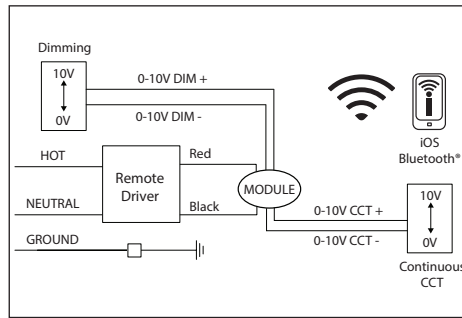 Dimming
10V
0V
0-10V DIM +
0-10V DIM -
iOS
Bluetooth®
HOT
NEUTRAL
GROUND
Remote
Driver
Red
Black
MODULE
0-10V CCT +
0-10V CCT -
10V
0V
Continuous
CCT